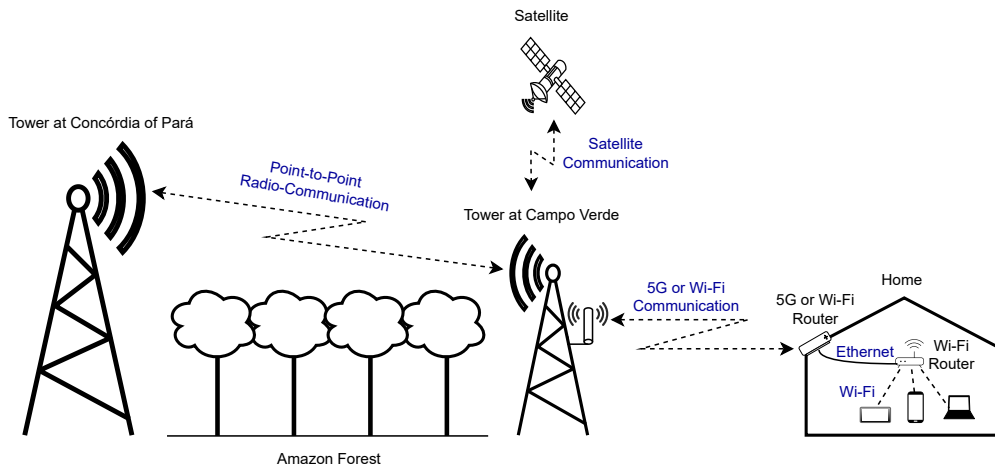 Satellite
Tower at Concórdia of Pará
Satellite
Communication
Point-to-Point
Radio-Communication
Tower at Campo Verde
5G or Wi-Fi
Communication
Home
5G or Wi-Fi
Router
Ethernet
Wi-Fi
Router
Wi-Fi
Amazon Forest